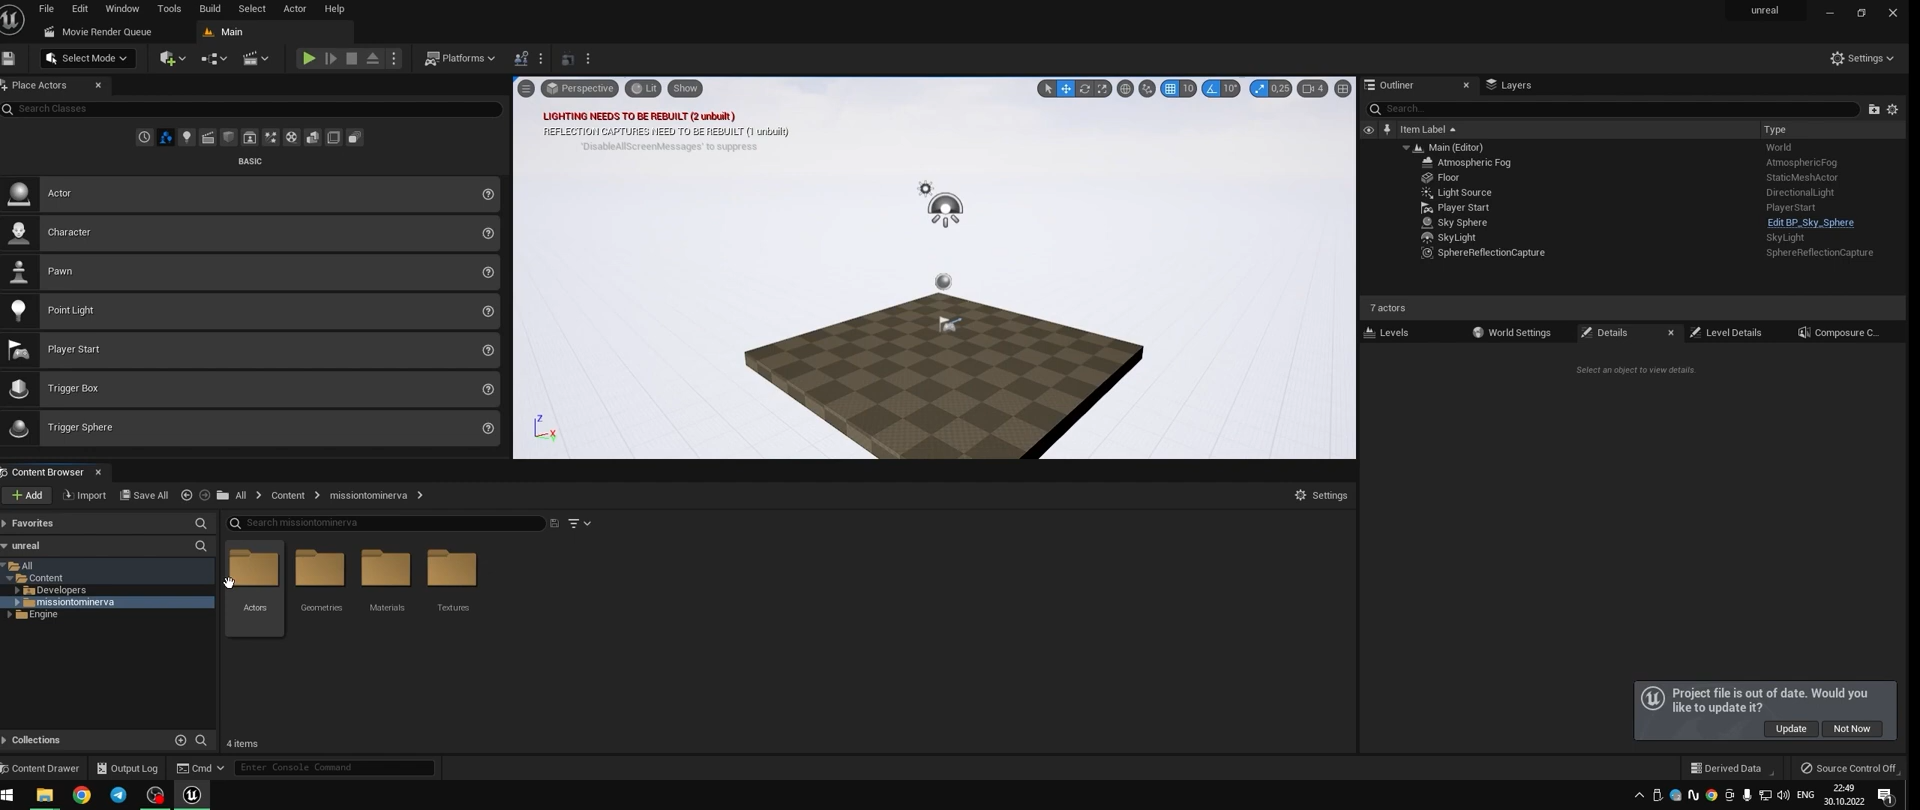 File Edit Window Tools Build Select Actor Help
unreal
Movie Render Queue
Main
Select Mode
Platforms
Settings
Place Actors
Search Classes
BASIC
Actor
Character
Pawn
Point Light
Player Start
Trigger Box
Trigger Sphere
Perspective Lit Show
10 10° 0,25 4
LIGHTING NEEDS TO BE REBUILT (2 unbuilt )
REFLECTION CAPTURES NEED TO BE REBUILT (1 unbuilt)
'DisableAllScreenMessages' to suppress
Z
X
Outliner Layers
Search...
Item Label Type
Main (Editor) World
Atmospheric Fog AtmosphericFog
Floor StaticMeshActor
Light Source DirectionalLight
Player Start PlayerStart
Sky Sphere Edit BP_Sky_Sphere
SkyLight SkyLight
SphereReflectionCapture SphereReflectionCapture
7 actors
Levels World Settings Details Level Details Composure C...
Select an object to view details.
Content Browser
Add Import Save All All Content missiontominerva
Settings
Favorites
unreal
All
Content
Developers
missiontominerva
Engine
Collections
Search missiontominerva
Actors Geometries Materials Textures
4 items
Project file is out of date. Would you
like to update it?
Update Not Now
Content Drawer Output Log Cmd Enter Console Command
Derived Data Source Control Off
ENG
22:49
30.10.2022
1